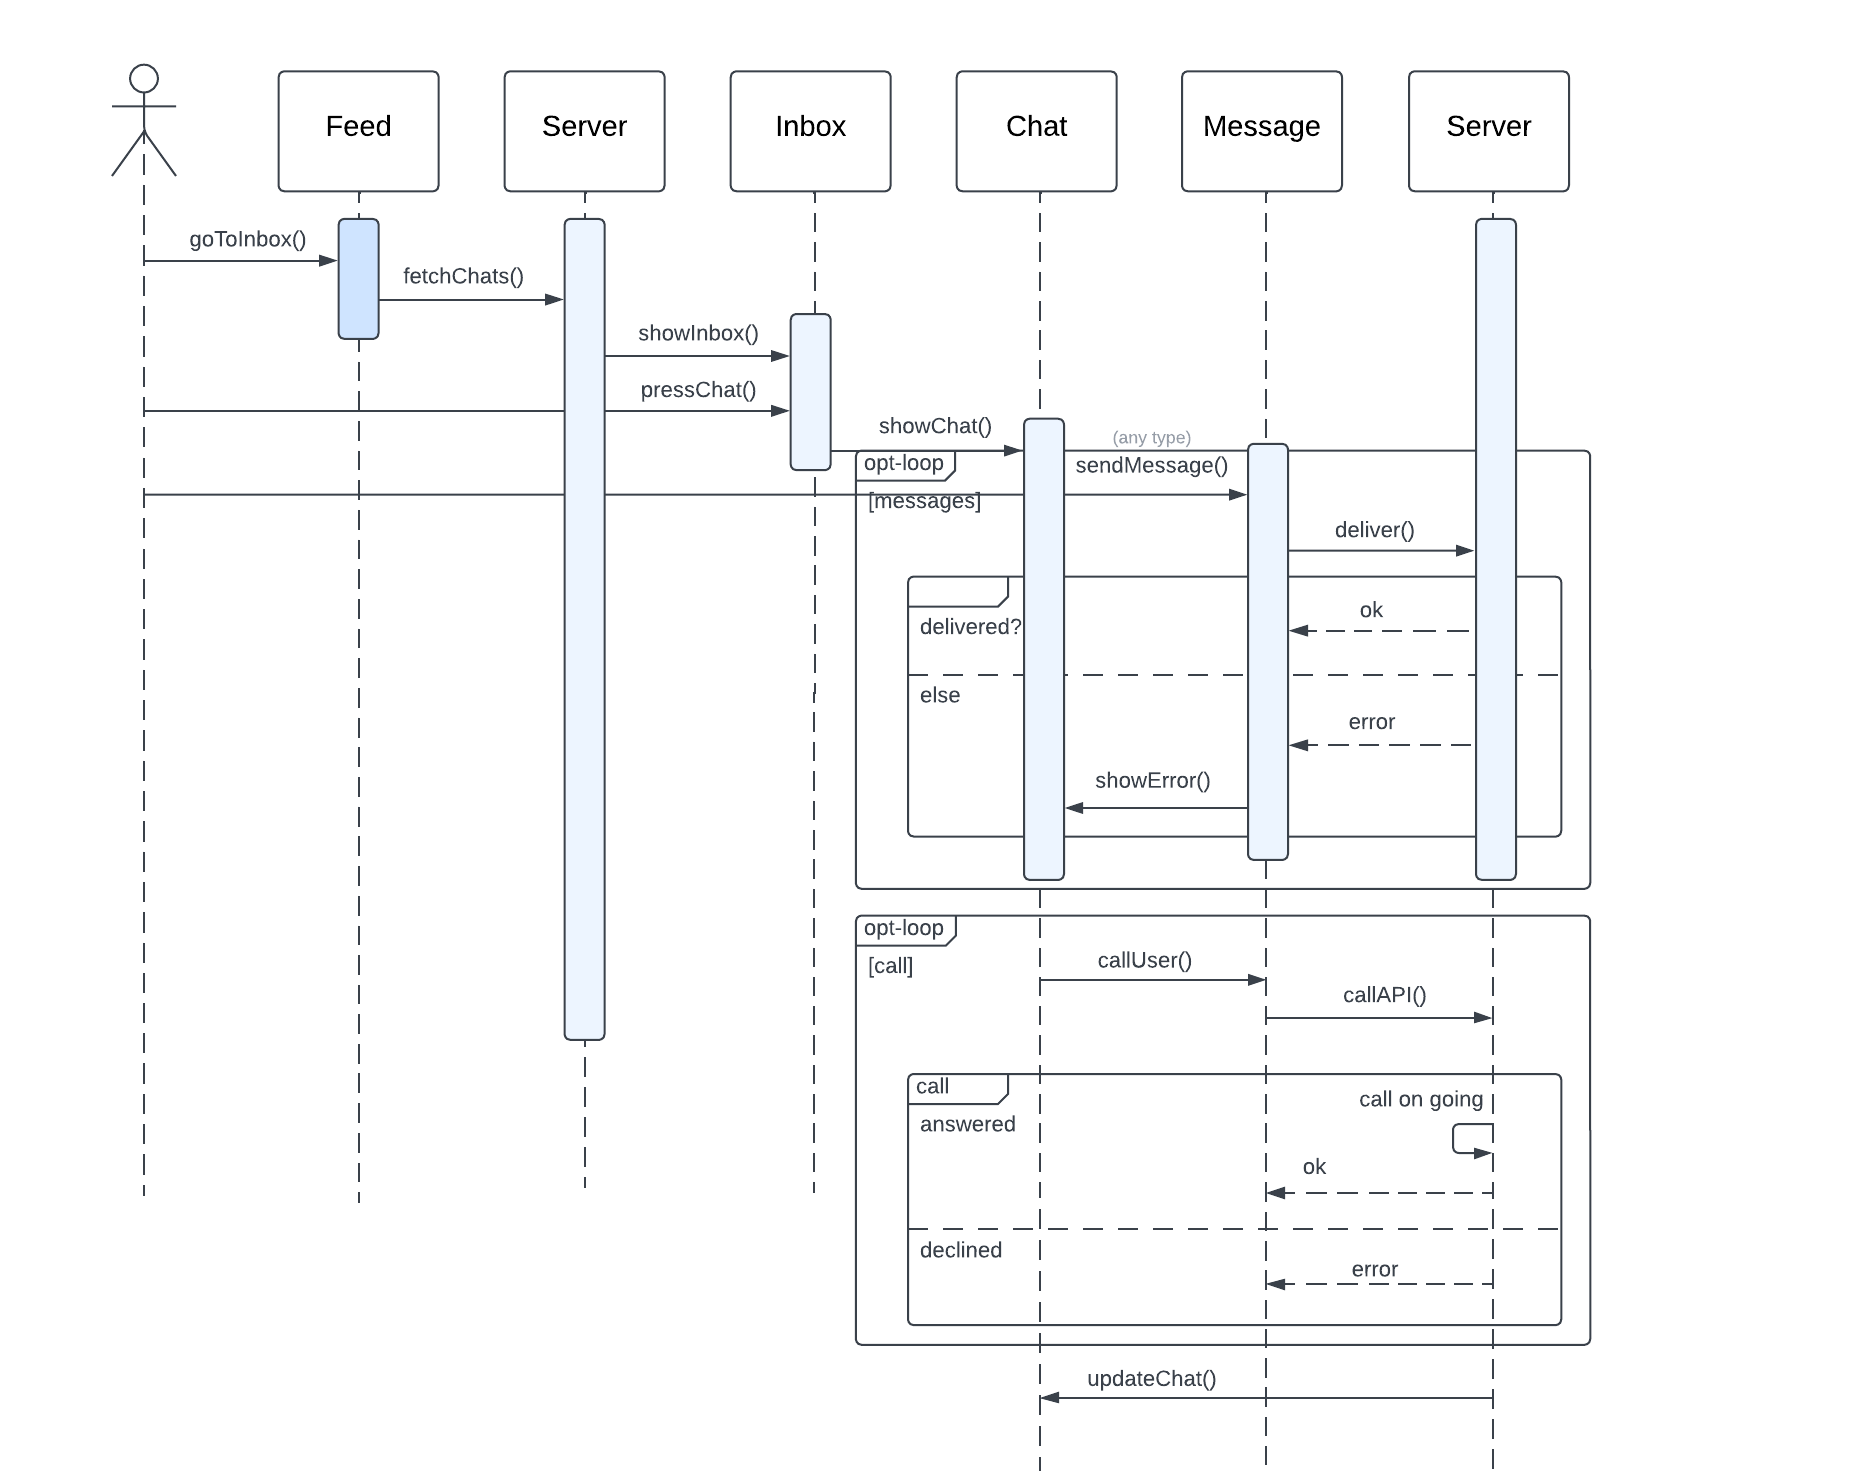 Feed
Server
Inbox
Chat
Message
Server
goToInbox()
fetchChats()
showInbox()
pressChat()
showChat()
(any type)
opt-loop
sendMessage()
[messages]
deliver()
ok
delivered?
else
error
showError()
opt-loop
[call]
callUser()
callAPI()
call
call on going
answered
ok
declined
error
updateChat()